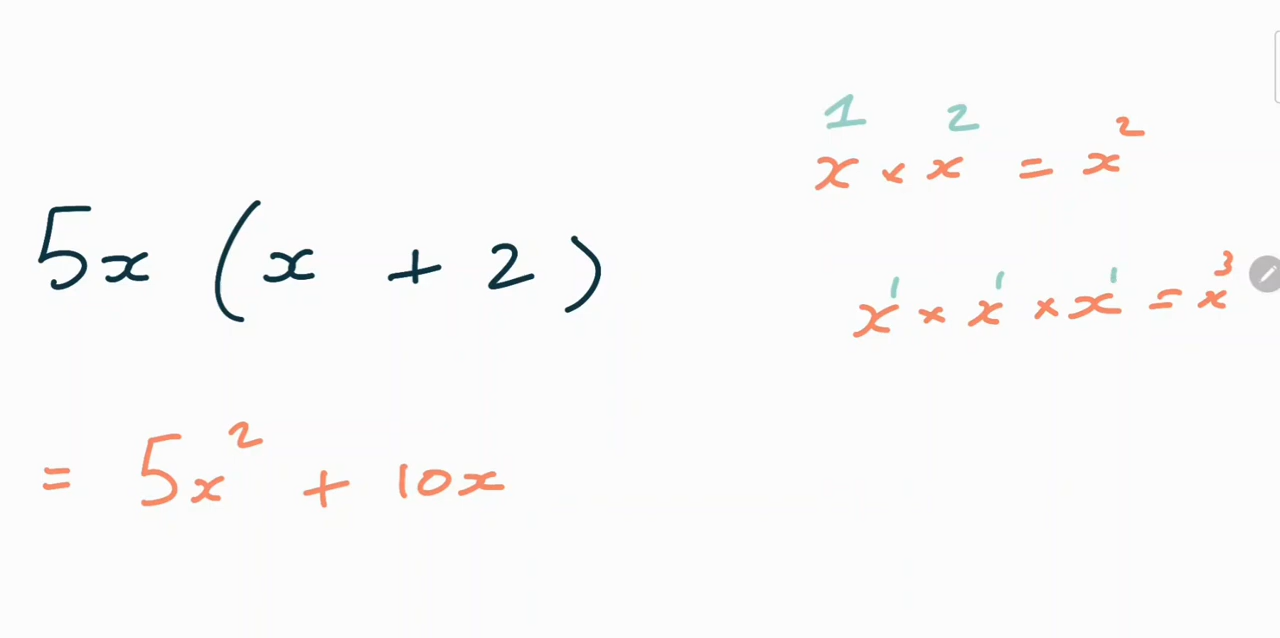 5x (x + 2)
= 5x² + 10x
1 2
x × x = x²
x¹ × x¹ × x¹ = x³